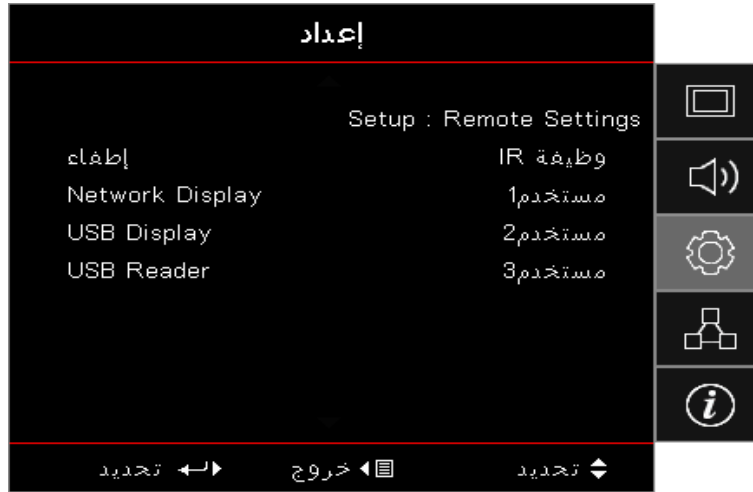 إعداد
Setup : Remote Settings
وظيفة IR إطفاء
مستخدم1 Network Display
مستخدم2 USB Display
مستخدم3 USB Reader
تحديد خروج تحديد